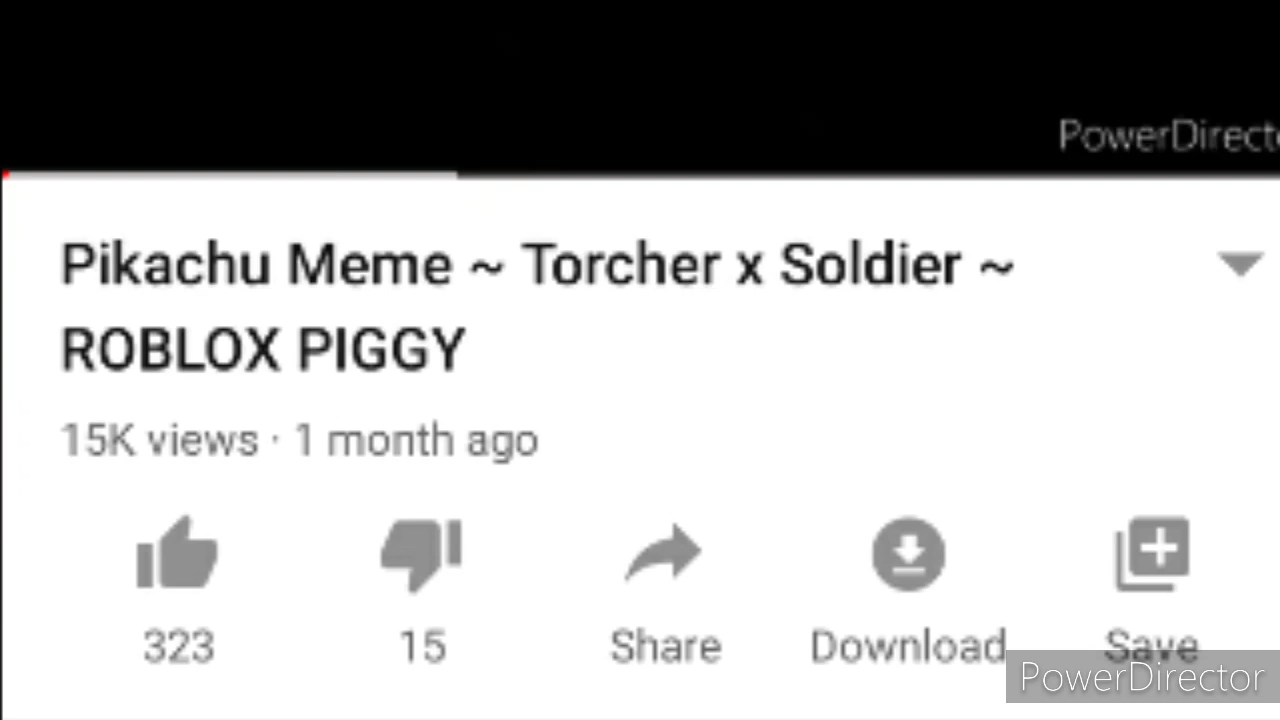 PowerDirecto
Pikachu Meme ~ Torcher x Soldier ~
ROBLOX PIGGY
15K views · 1 month ago
323 15 Share Download Save
PowerDirector